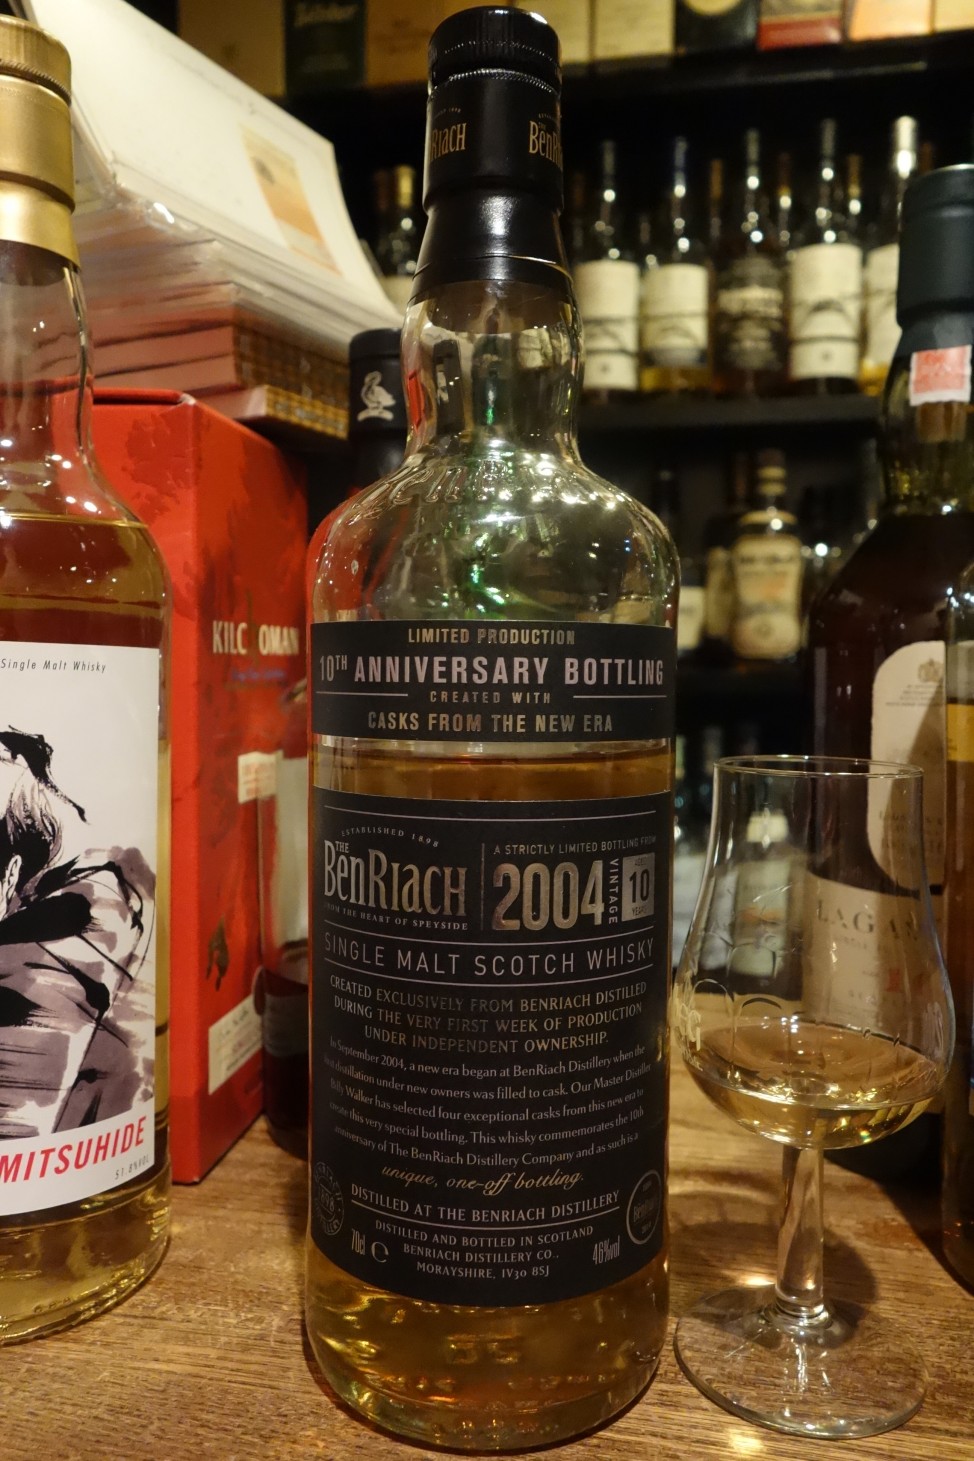 RIACH
BENRI
LIMITED PRODUCTION
10TH ANNIVERSARY BOTTLING
CREATED WITH
CASKS FROM THE NEW ERA
ESTABLISHED 1898
THE
BENRIACH
FROM THE HEART OF SPEYSIDE
A STRICTLY LIMITED BOTTLING FROM
2004
VINTAGE
10
YEARS
SINGLE MALT SCOTCH WHISKY
CREATED EXCLUSIVELY FROM BENRIACH DISTILLED
DURING THE VERY FIRST WEEK OF PRODUCTION
UNDER INDEPENDENT OWNERSHIP.
In September 2004, a new era began at BenRiach Distillery when the
first distillation under new owners was filled to cask. Our Master Distiller
Billy Walker has selected four exceptional casks from this new era to
create this very special bottling. This whisky commemorates the 10th
anniversary of The BenRiach Distillery Company and as such is a
unique, one-off bottling.
DISTILLED AT THE BENRIACH DISTILLERY
DISTILLED AND BOTTLED IN SCOTLAND
BENRIACH DISTILLERY CO.,
MORAYSHIRE, IV30 8SJ
70cl e
46%vol
Single Malt Whisky
MITSUHIDE
51.8%VOL
KILCHOMAN
LAGA